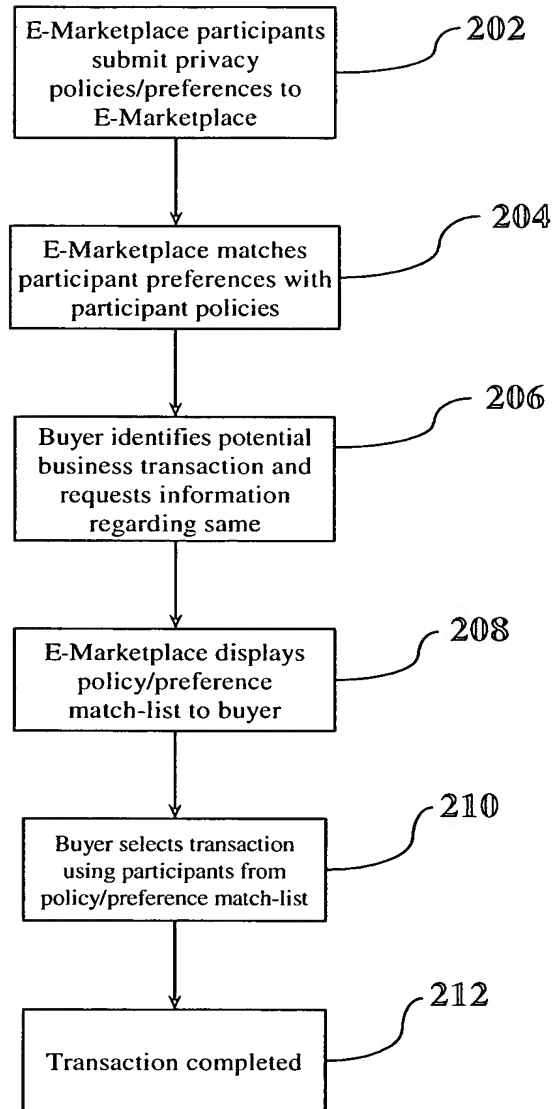 E-Marketplace participants
submit privacy
policies/preferences to
E-Marketplace
202
E-Marketplace matches
participant preferences with
participant policies
204
Buyer identifies potential
business transaction and
requests information
regarding same
206
E-Marketplace displays
policy/preference
match-list to buyer
208
Buyer selects transaction
using participants from
policy/preference match-list
210
Transaction completed
212